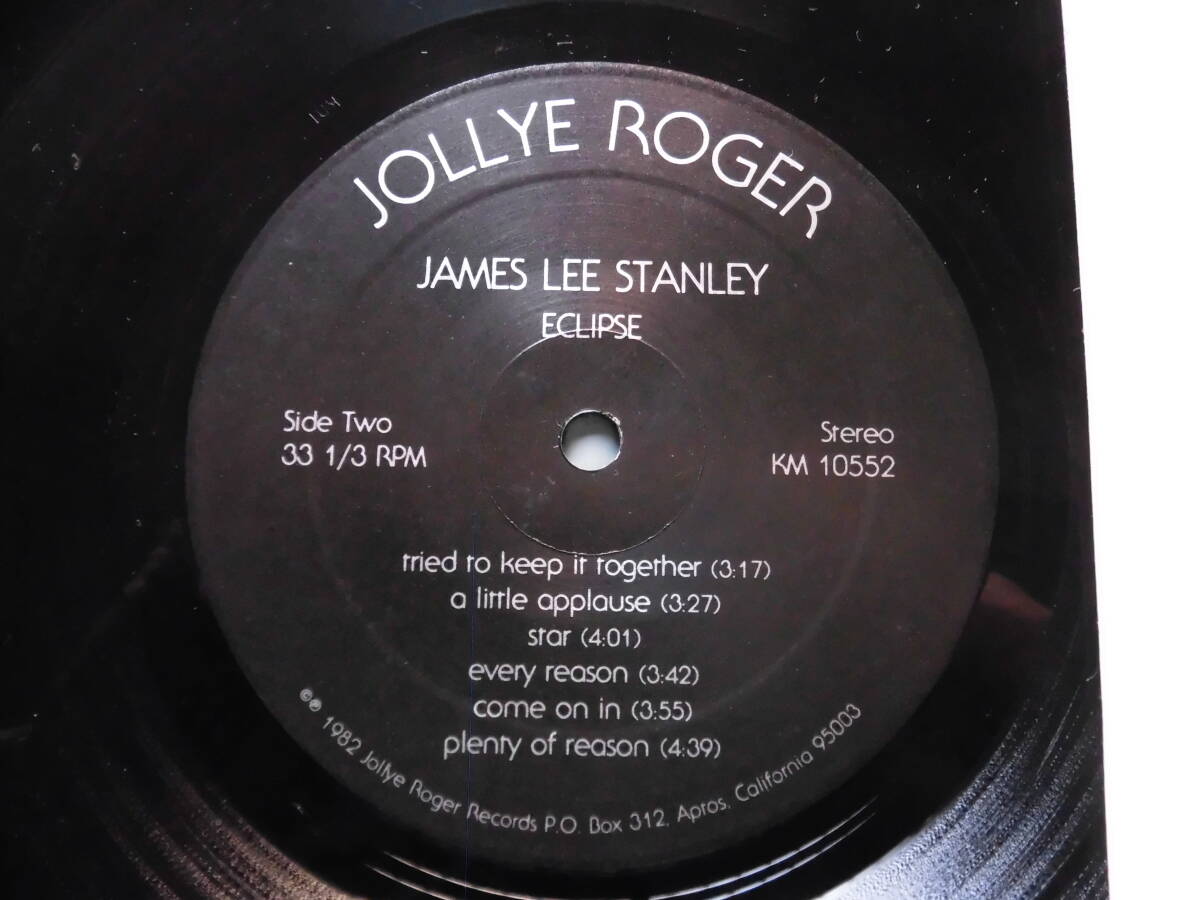 JOLLYE ROGER
JAMES LEE STANLEY
ECLIPSE
Side Two
33 1/3 RPM
Stereo
KM 10552
tried to keep it together (3:17)
a little applause (3:27)
star (4:01)
every reason (3:42)
come on in (3:55)
plenty of reason (4:39)
©℗ 1982 Jollye Roger Records P.O. Box 312, Apros, California 95003